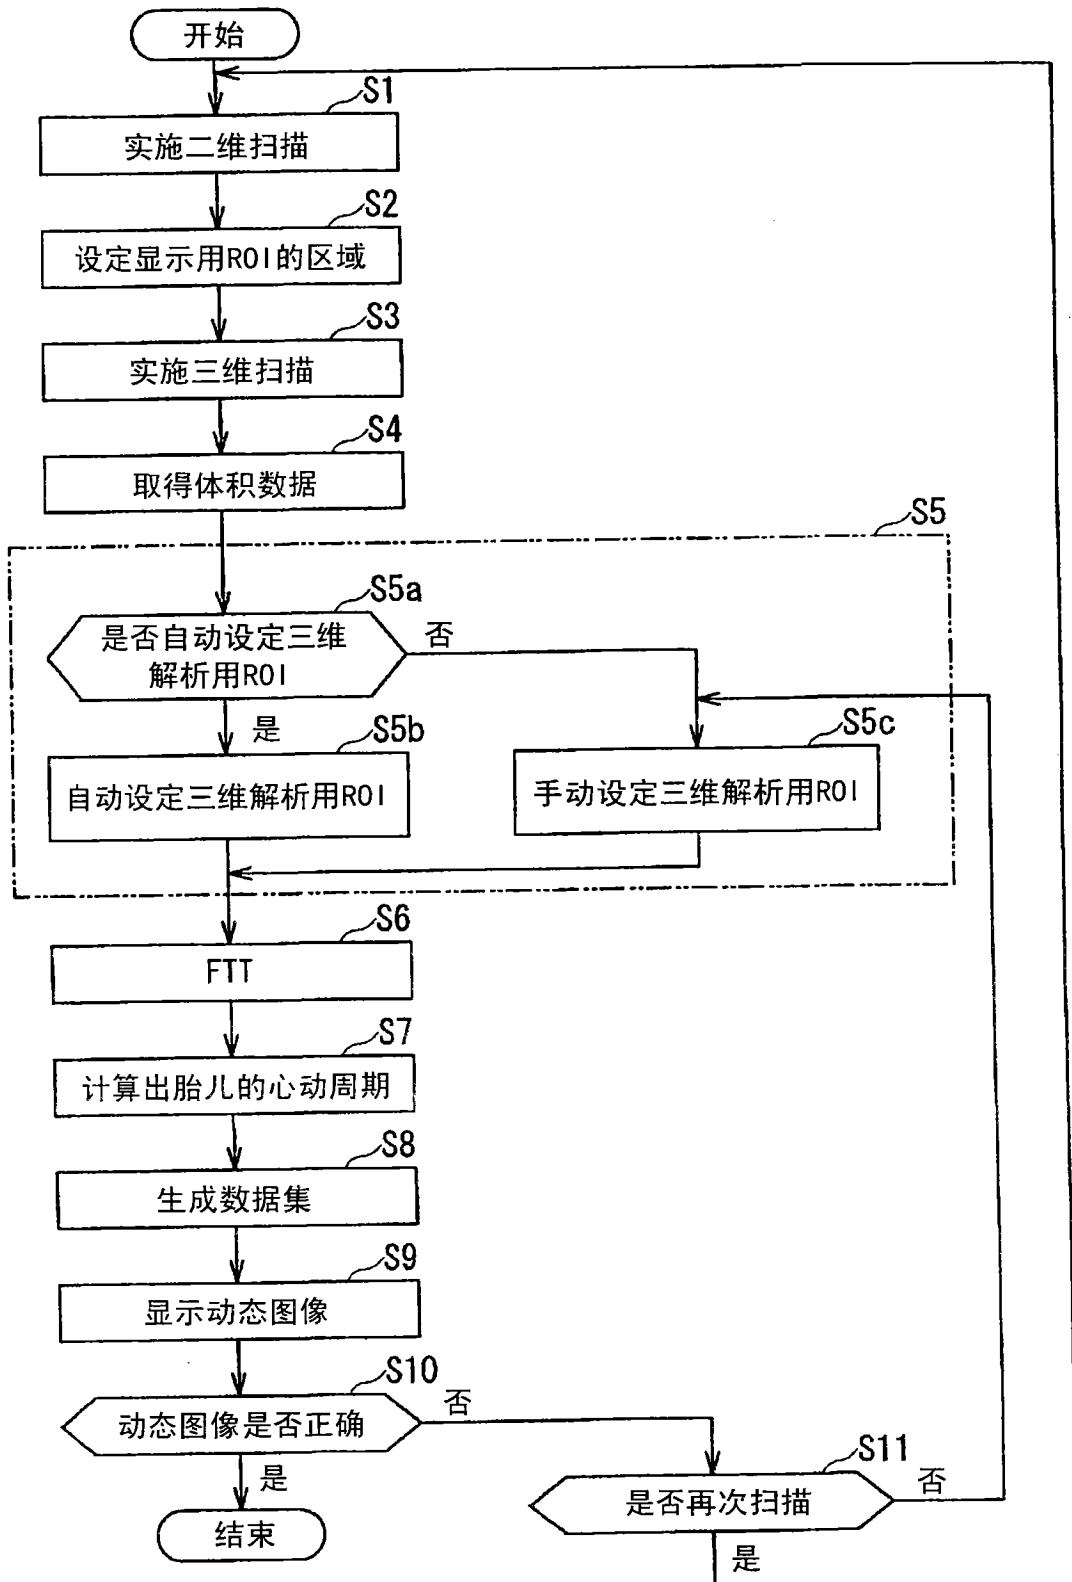 开始
S1
实施二维扫描
S2
设定显示用ROI的区域
S3
实施三维扫描
S4
取得体积数据
S5
S5a
是否自动设定三维
解析用ROI
否
是
S5b
自动设定三维解析用ROI
S5c
手动设定三维解析用ROI
S6
FTT
S7
计算出胎儿的心动周期
S8
生成数据集
S9
显示动态图像
S10
动态图像是否正确
否
是
结束
S11
是否再次扫描
否
是